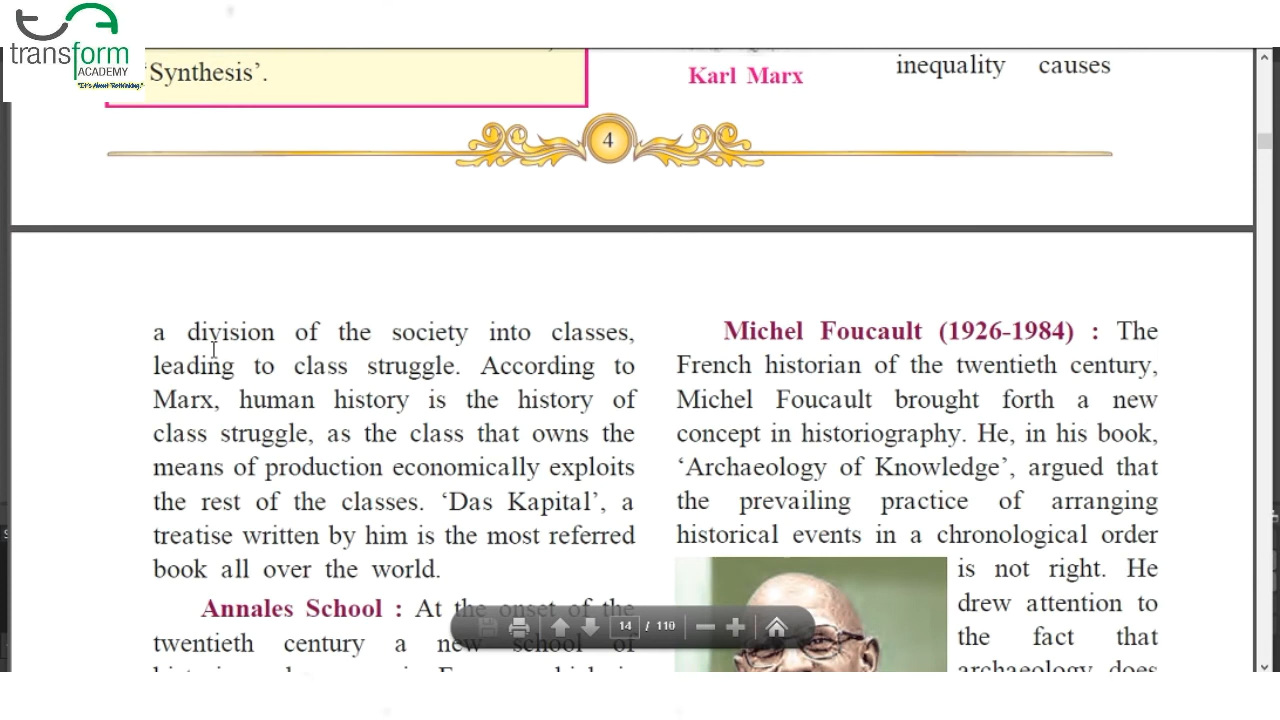 transform
ACADEMY
"It's About Rethinking."
'Synthesis'.
Karl Marx
inequality causes
4
a division of the society into classes,
leading to class struggle. According to
Marx, human history is the history of
class struggle, as the class that owns the
means of production economically exploits
the rest of the classes. 'Das Kapital', a
treatise written by him is the most referred
book all over the world.
Annales School : At the onset of the
twentieth century a new school of
Michel Foucault (1926-1984) : The
French historian of the twentieth century,
Michel Foucault brought forth a new
concept in historiography. He, in his book,
'Archaeology of Knowledge', argued that
the prevailing practice of arranging
historical events in a chronological order
is not right. He
drew attention to
the fact that
archaeology does
14 / 110